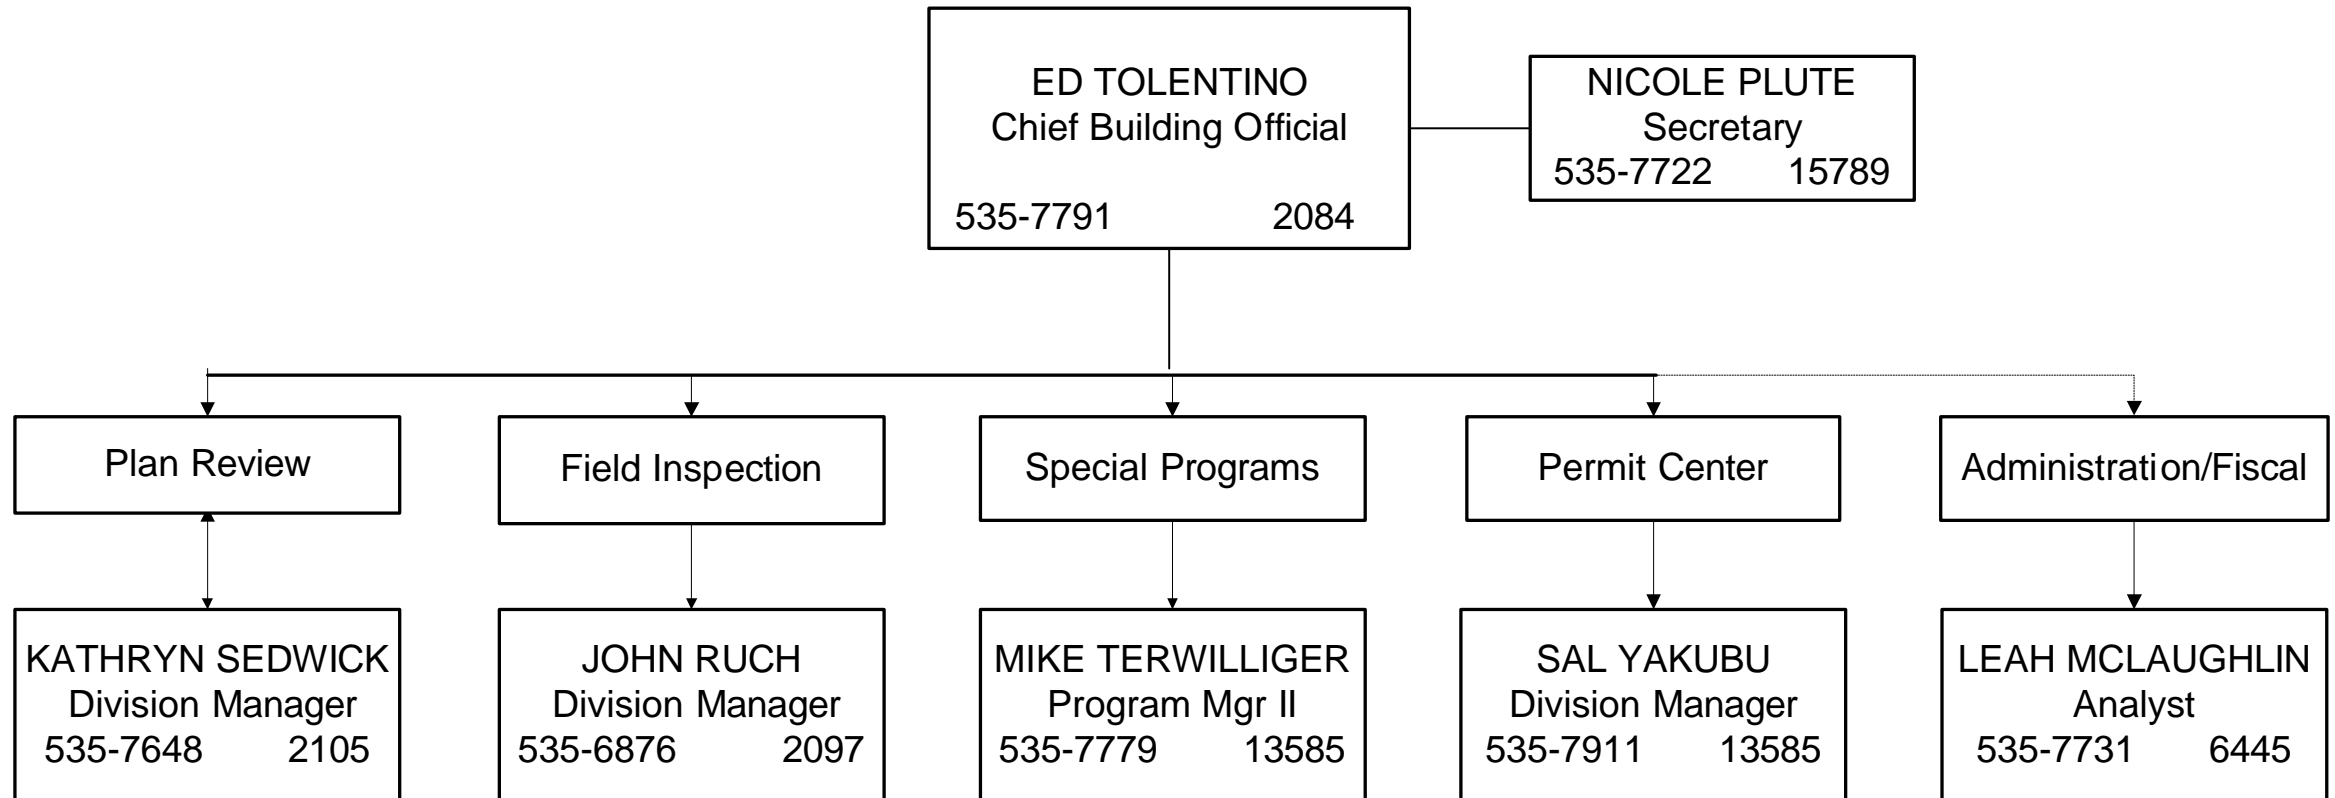 ED TOLENTINO
Chief Building Official
535-7791 2084
NICOLE PLUTE
Secretary
535-7722 15789
Plan Review
Field Inspection
Special Programs
Permit Center
Administration/Fiscal
KATHRYN SEDWICK
Division Manager
535-7648 2105
JOHN RUCH
Division Manager
535-6876 2097
MIKE TERWILLIGER
Program Mgr II
535-7779 13585
SAL YAKUBU
Division Manager
535-7911 13585
LEAH MCLAUGHLIN
Analyst
535-7731 6445